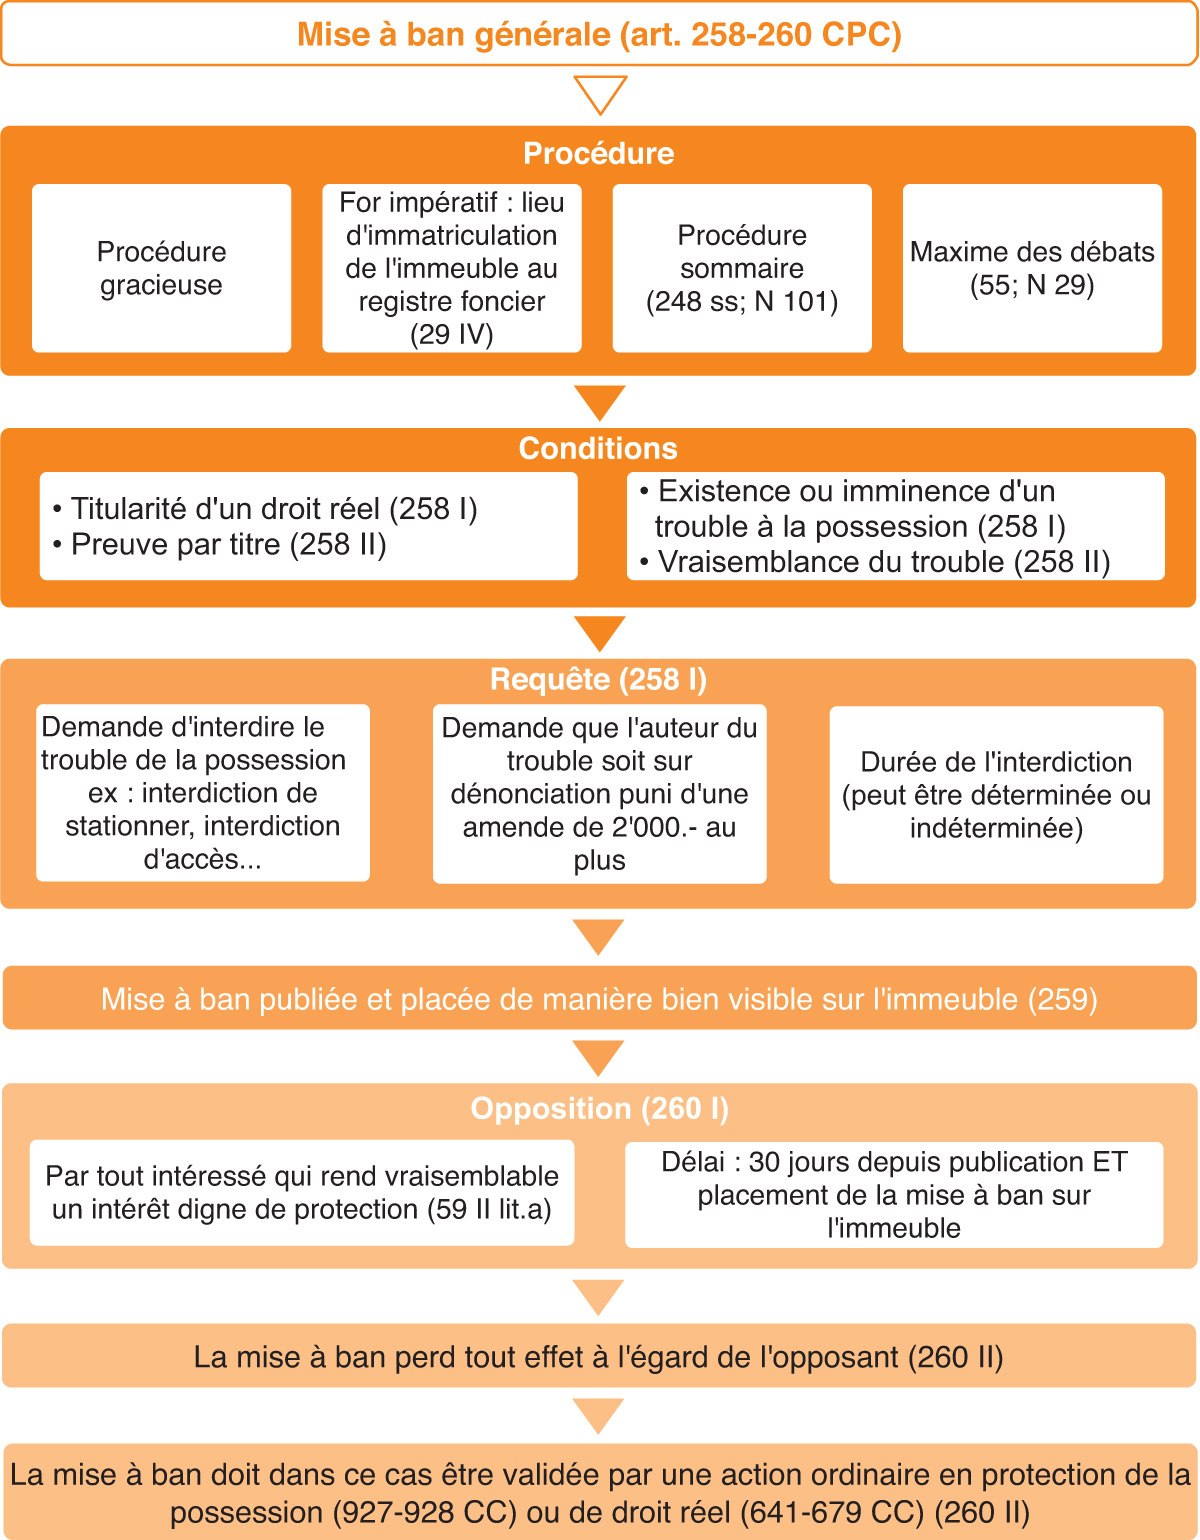 Mise à ban générale (art. 258-260 CPC)
Procédure
Procédure
gracieuse
For impératif : lieu
d'immatriculation
de l'immeuble au
registre foncier
(29 IV)
Procédure
sommaire
(248 ss; N 101)
Maxime des débats
(55; N 29)
Conditions
• Titularité d'un droit réel (258 I)
• Preuve par titre (258 II)
• Existence ou imminence d'un
trouble à la possession (258 I)
• Vraisemblance du trouble (258 II)
Requête (258 I)
Demande d'interdire le
trouble de la possession
ex : interdiction de
stationner, interdiction
d'accès...
Demande que l'auteur du
trouble soit sur
dénonciation puni d'une
amende de 2'000.- au
plus
Durée de l'interdiction
(peut être déterminée ou
indéterminée)
Mise à ban publiée et placée de manière bien visible sur l'immeuble (259)
Opposition (260 I)
Par tout intéressé qui rend vraisemblable
un intérêt digne de protection (59 II lit.a)
Délai : 30 jours depuis publication ET
placement de la mise à ban sur
l'immeuble
La mise à ban perd tout effet à l'égard de l'opposant (260 II)
La mise à ban doit dans ce cas être validée par une action ordinaire en protection de la
possession (927-928 CC) ou de droit réel (641-679 CC) (260 II)